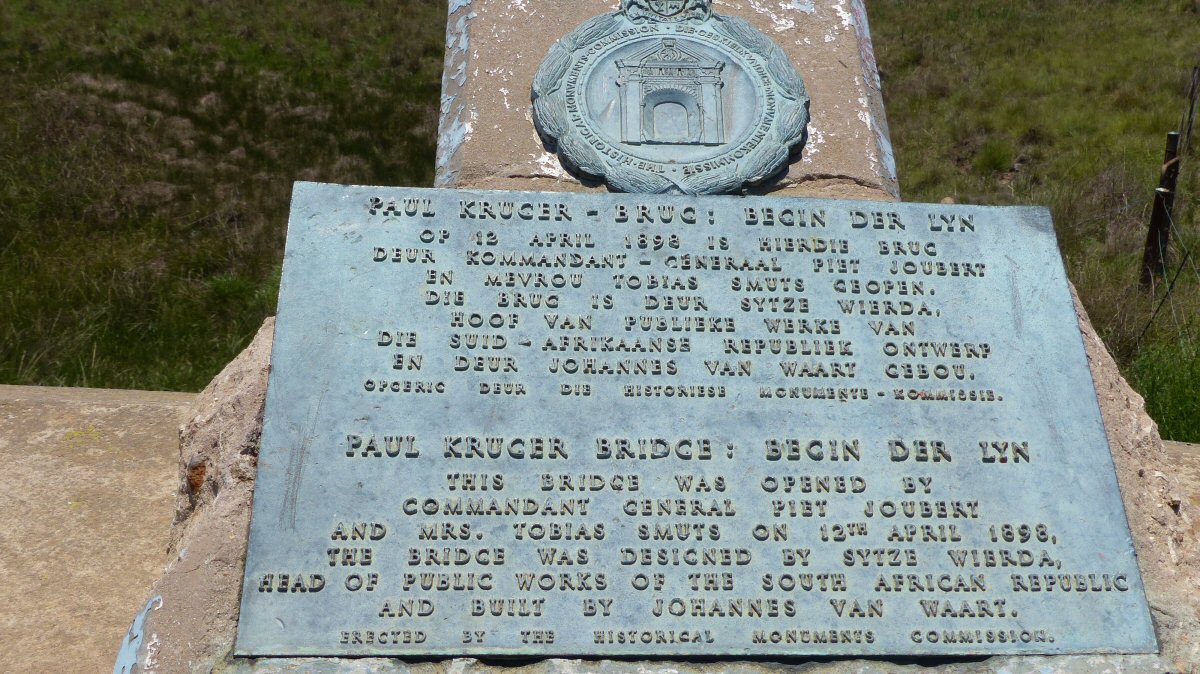 THE·HISTORICAL·MONUMENTS·COMMISSION · DIE
PAUL KRUGER - BRUG: BEGIN DER LYN
OP 12 APRIL 1898 IS HIERDIE BRUG
DEUR KOMMANDANT - GENERAAL PIET JOUBERT
EN MEVROU TOBIAS SMUTS GEOPEN.
DIE BRUG IS DEUR SYTZE WIERDA,
HOOF VAN PUBLIEKE WERKE VAN
DIE SUID - AFRIKAANSE REPUBLIEK ONTWERP
EN DEUR JOHANNES VAN WAART GEBOU.
OPGERIG DEUR DIE HISTORIESE MONUMENTE - KOMMISSIE.
PAUL KRUGER BRIDGE: BEGIN DER LYN
THIS BRIDGE WAS OPENED BY
COMMANDANT GENERAL PIET JOUBERT
AND MRS. TOBIAS SMUTS ON 12TH APRIL 1898,
THE BRIDGE WAS DESIGNED BY SYTZE WIERDA,
HEAD OF PUBLIC WORKS OF THE SOUTH AFRICAN REPUBLIC
AND BUILT BY JOHANNES VAN WAART.
ERECTED BY THE HISTORICAL MONUMENTS COMMISSION.